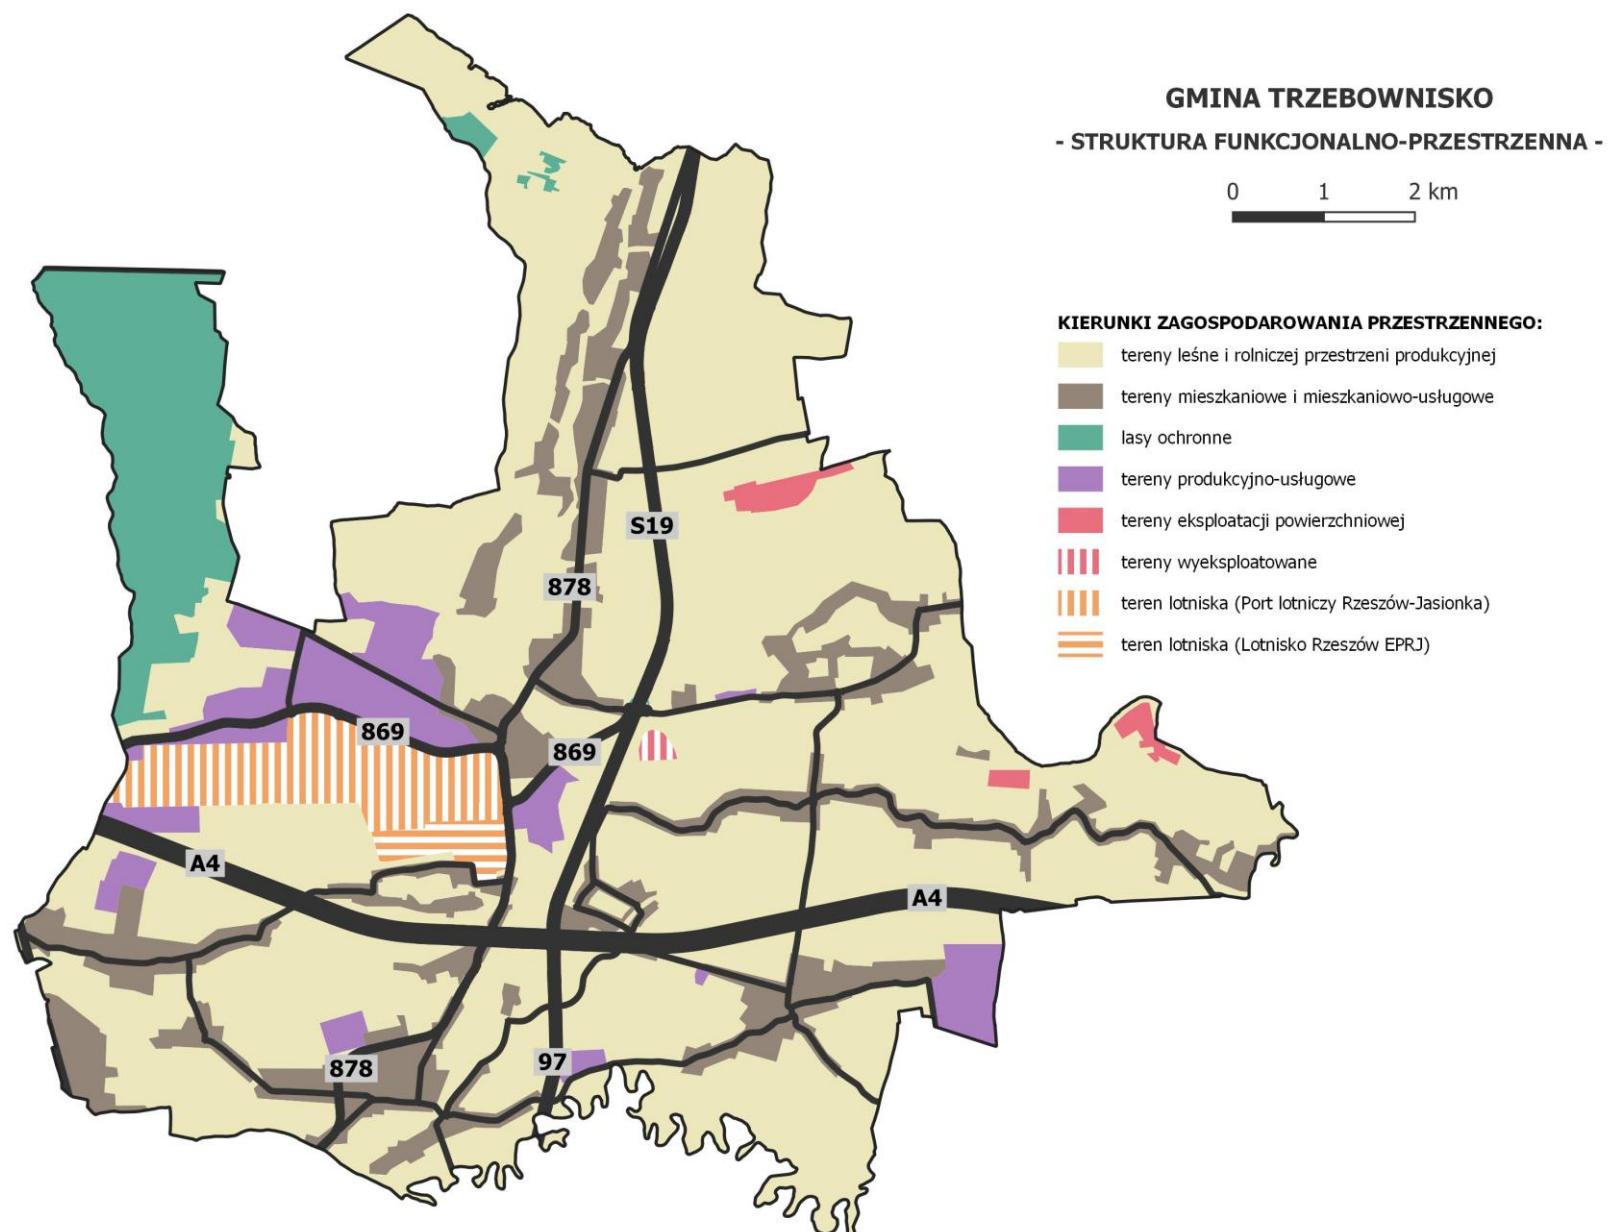 GMINA TRZEBOWNISKO
- STRUKTURA FUNKCJONALNO-PRZESTRZENNA -
0 1 2 km
KIERUNKI ZAGOSPODAROWANIA PRZESTRZENNEGO:
tereny leśne i rolniczej przestrzeni produkcyjnej
tereny mieszkaniowe i mieszkaniowo-usługowe
lasy ochronne
tereny produkcyjno-usługowe
tereny eksploatacji powierzchniowej
tereny wyeksploatowane
teren lotniska (Port lotniczy Rzeszów-Jasionka)
teren lotniska (Lotnisko Rzeszów EPRJ)
S19
878
869
869
A4
A4
97
878